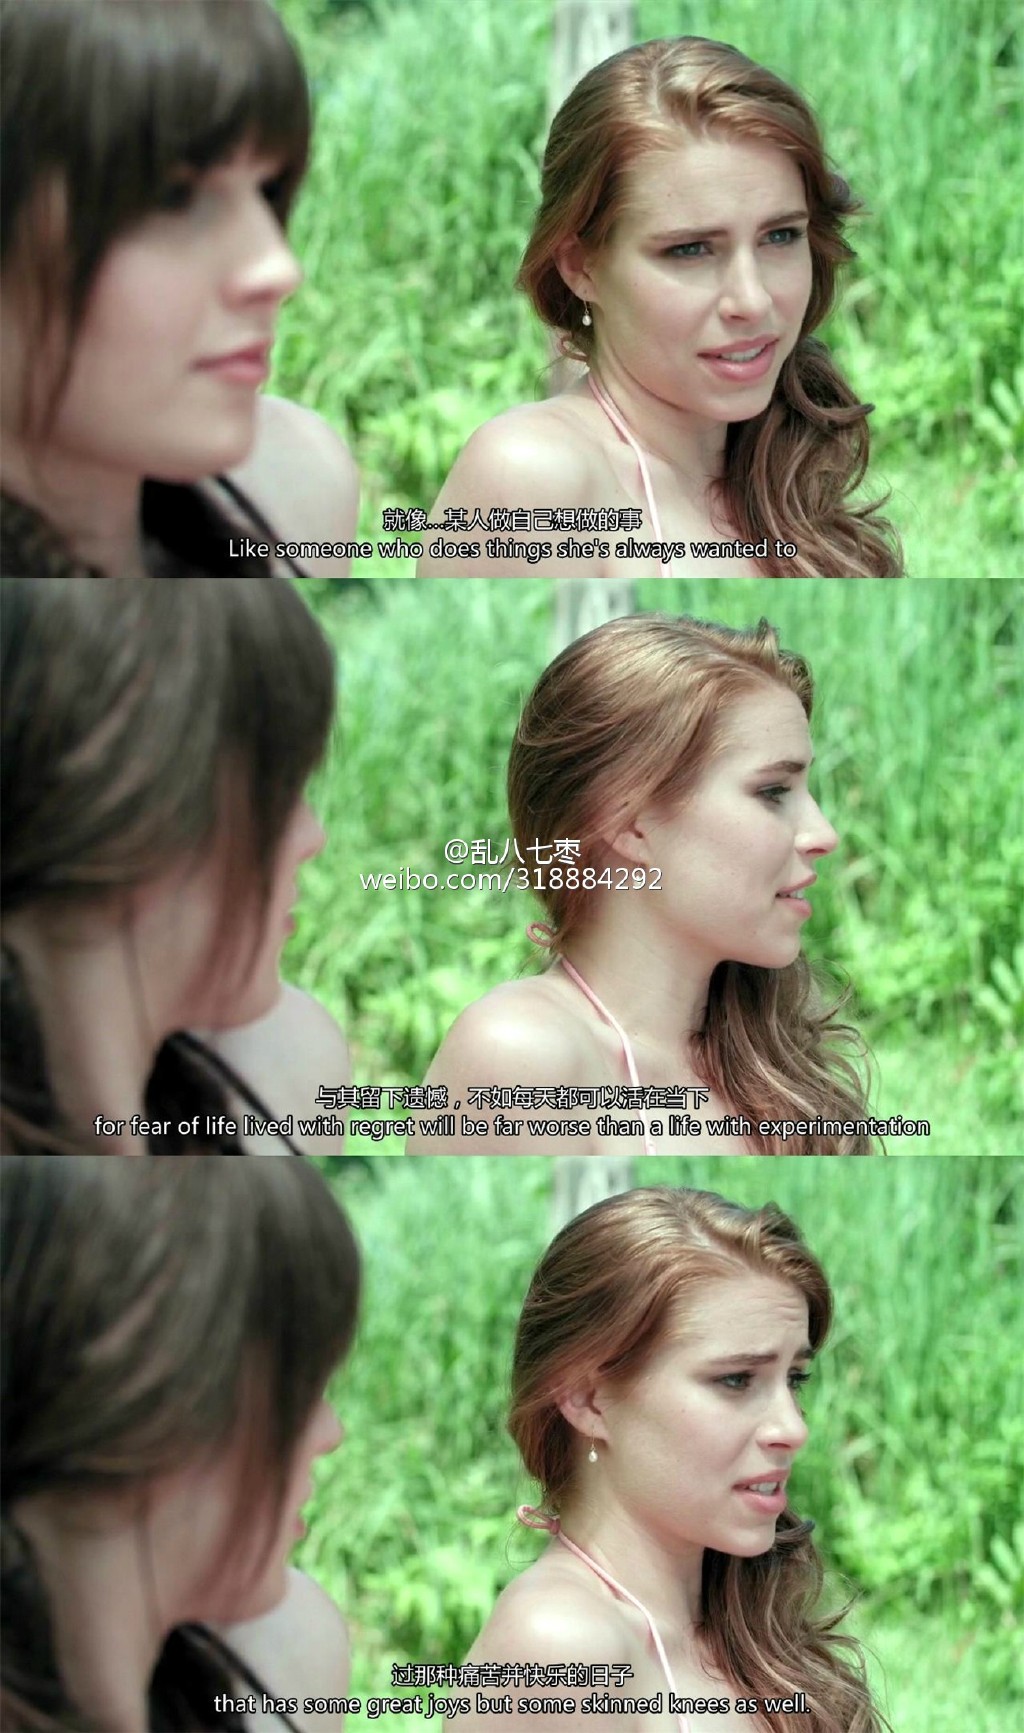 就像...某人做自己想做的事
Like someone who does things she's always wanted to
@乱八七枣
weibo.com/318884292
与其留下遗憾，不如每天都可以活在当下
for fear of life lived with regret will be far worse than a life with experimentation
过那种痛苦并快乐的日子
that has some great joys but some skinned knees as well.